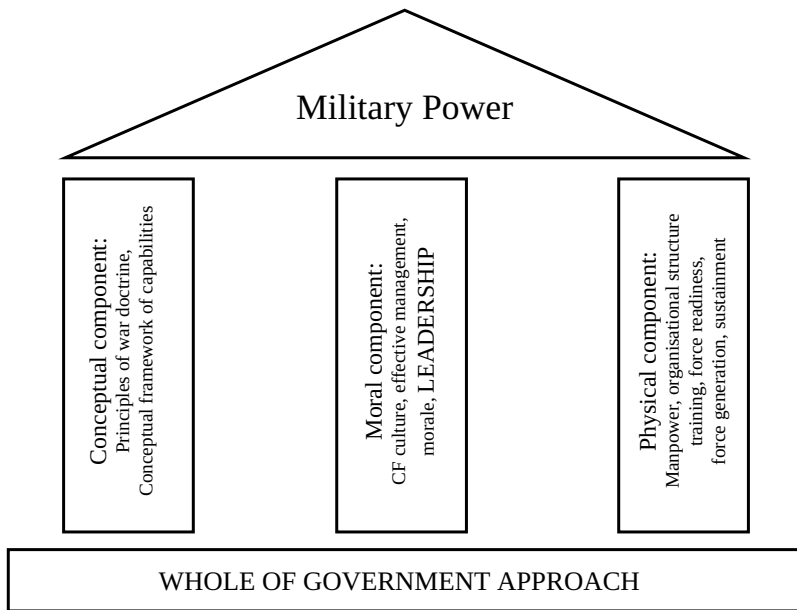 Military Power
Conceptual component:
Principles of war doctrine,
Conceptual framework of capabilities
Moral component:
CF culture, effective management,
morale, LEADERSHIP
Physical component:
Manpower, organisational structure
training, force readiness,
force generation, sustainment
WHOLE OF GOVERNMENT APPROACH